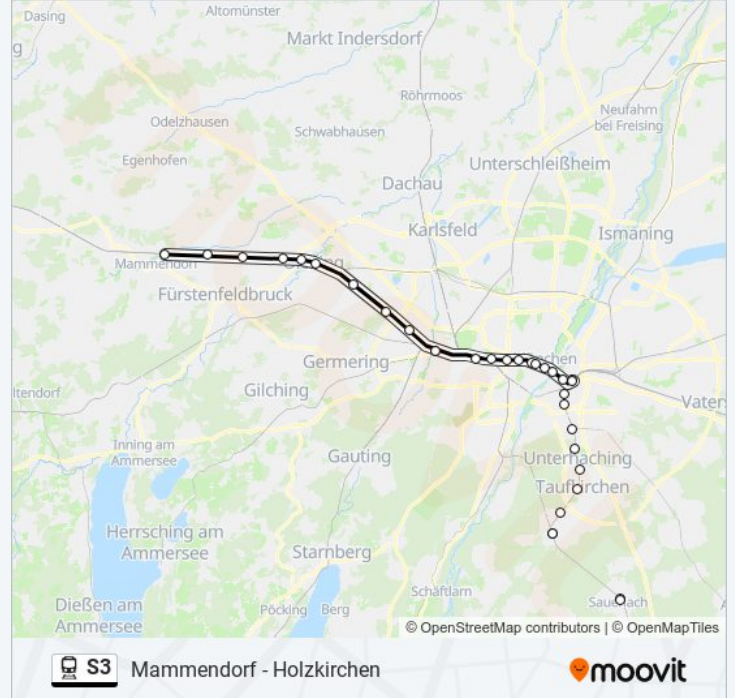 Dasing
Altomünster
Markt Indersdorf
g
Röhrmoos
Odelzhausen
Neufahrn
bei Freising
Schwabhausen
Egenhofen
Unterschleißheim
Dachau
Karlsfeld
Ismaning
Mammendorf
Fürstenfeldbruck
Germering
Gilching
ltendorf
Vaters
Inning am
Ammersee
Gauting
Unterhaching
Taufkirchen
Herrsching am
Ammersee
Starnberg
Schäftlarn
Dießen am
Ammersee
Pöcking
Berg
Sauerlach
© OpenStreetMap contributors | © OpenMapTiles
S3
Mammendorf - Holzkirchen
moovit